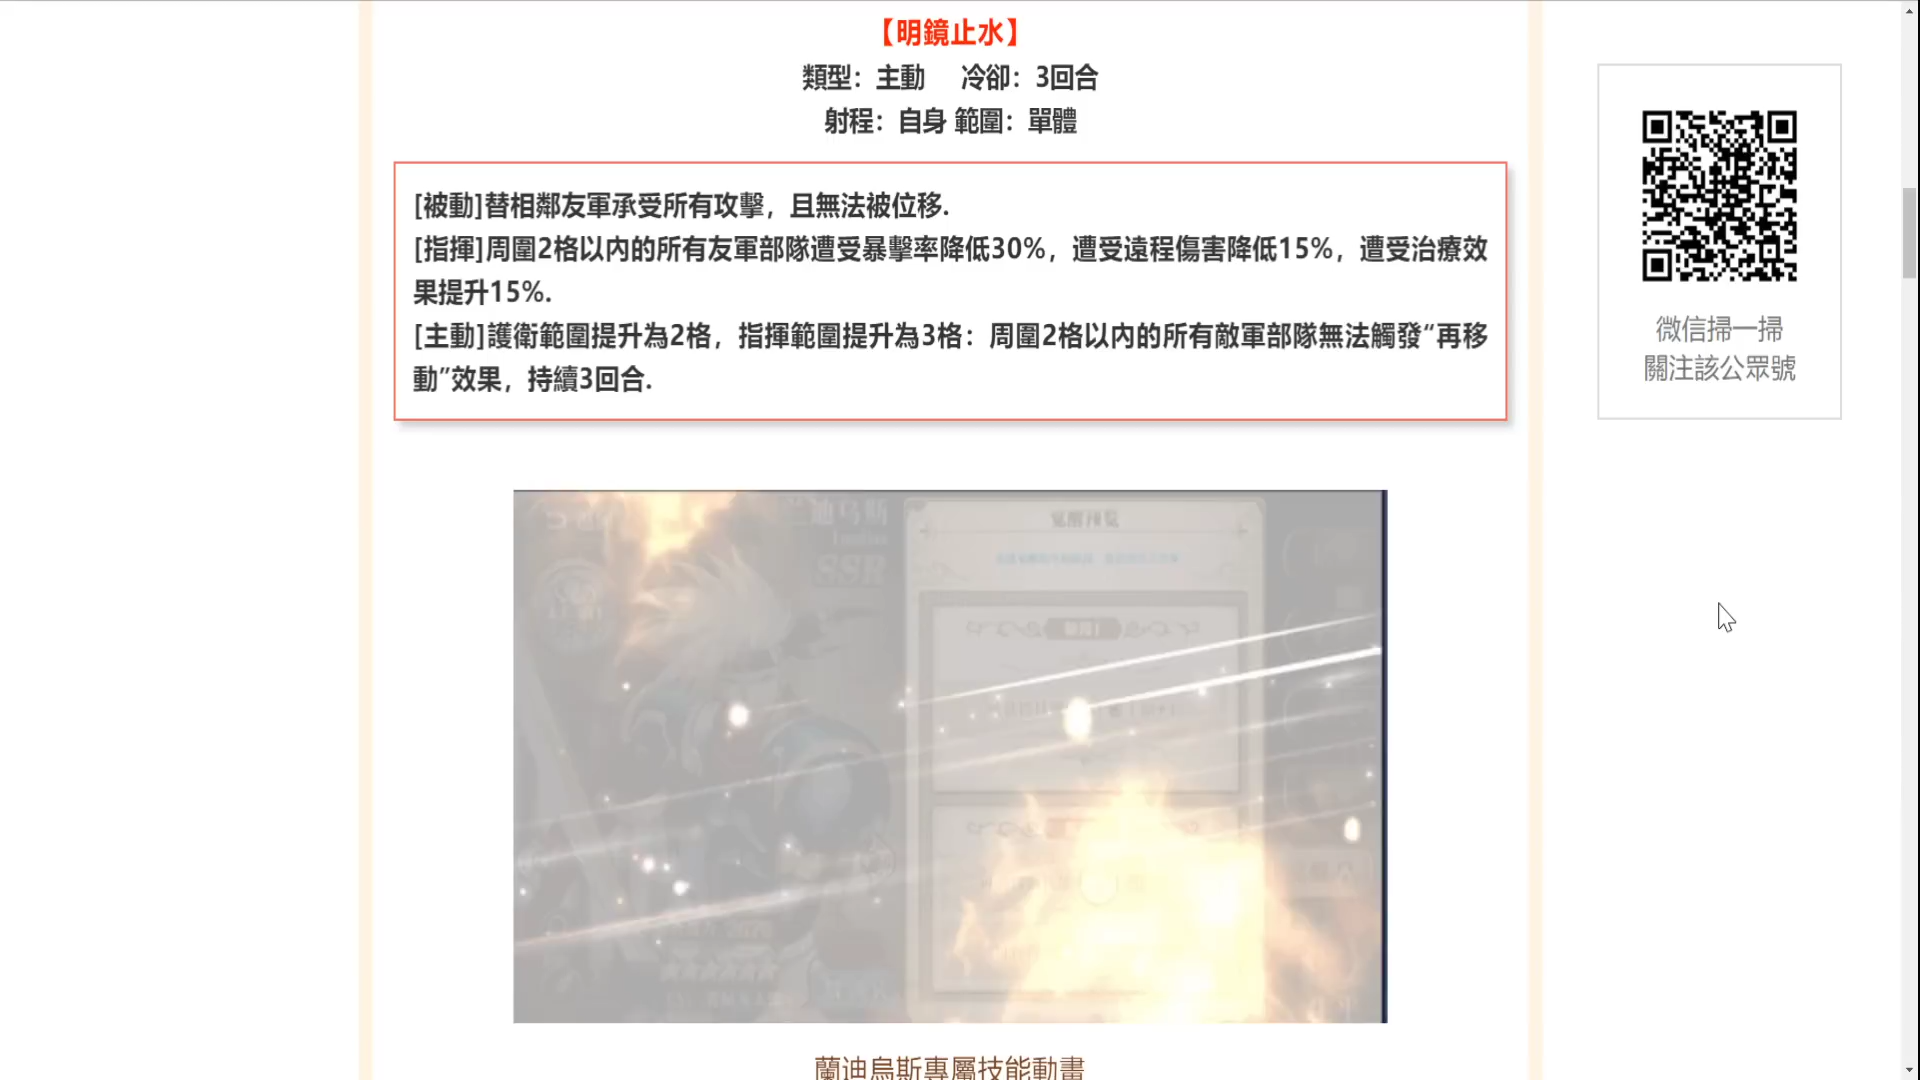 【明鏡止水】
類型：主動 冷卻：3回合
射程：自身 範圍：單體
[被動]替相鄰友軍承受所有攻擊，且無法被位移.
[指揮]周圍2格以内的所有友軍部隊遭受暴擊率降低30%，遭受遠程傷害降低15%，遭受治療效
果提升15%.
[主動]護衛範圍提升為2格，指揮範圍提升為3格：周圍2格以内的所有敵軍部隊無法觸發“再移
動”效果，持續3回合.
微信掃一掃
關注該公眾號
SSR
覺醒預覽
蘭迪烏斯專屬技能動畫